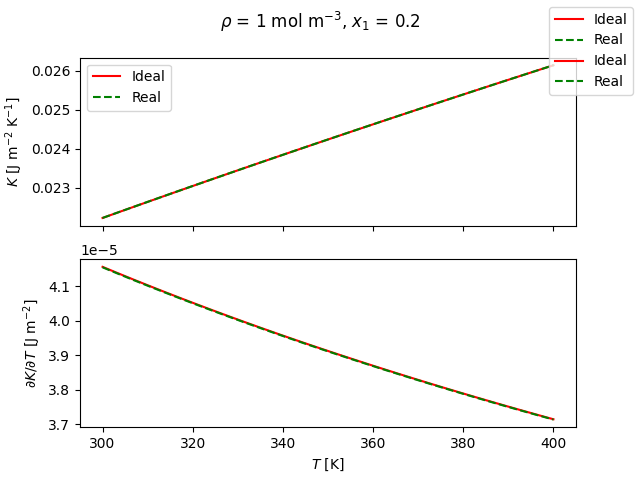 ρ = 1 mol m⁻³, x₁ = 0.2
Ideal
Real
Ideal
Real
Ideal
Real
0.026
0.025
0.024
0.023
K [J m⁻² K⁻¹]
1e−5
4.1
4.0
3.9
3.8
3.7
∂K/∂T [J m⁻²]
300 320 340 360 380 400
T [K]